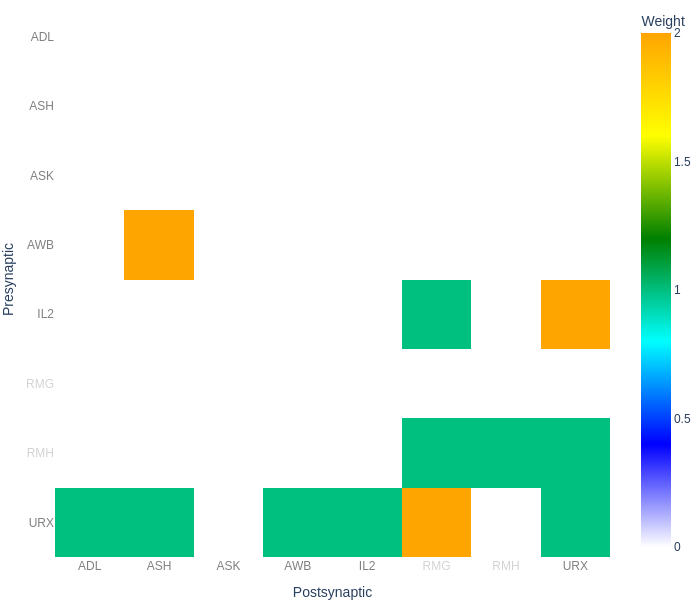 Weight
2
1.5
1
0.5
0
Presynaptic
ADL
ASH
ASK
AWB
IL2
RMG
RMH
URX
ADL ASH ASK AWB IL2 RMG RMH URX
Postsynaptic